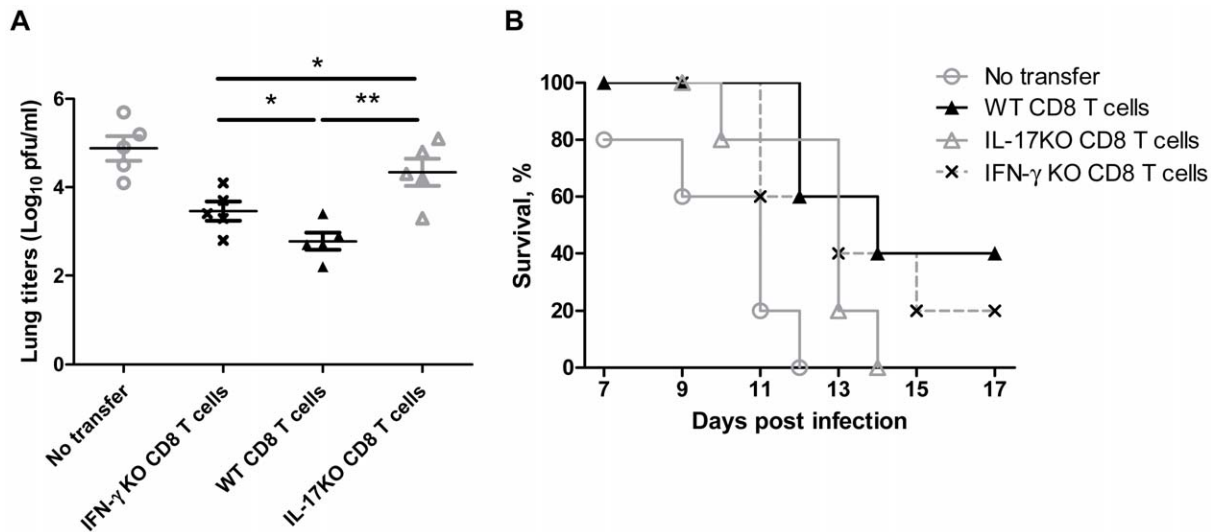 A
Lung titers (Log10 pfu/ml)
6
4
2
0
*
*
**
No transfer
IFN-γ KO CD8 T cells
WT CD8 T cells
IL-17KO CD8 T cells
B
Survival, %
100
80
60
40
20
0
7 9 11 13 15 17
Days post infection
No transfer
WT CD8 T cells
IL-17KO CD8 T cells
IFN-γ KO CD8 T cells